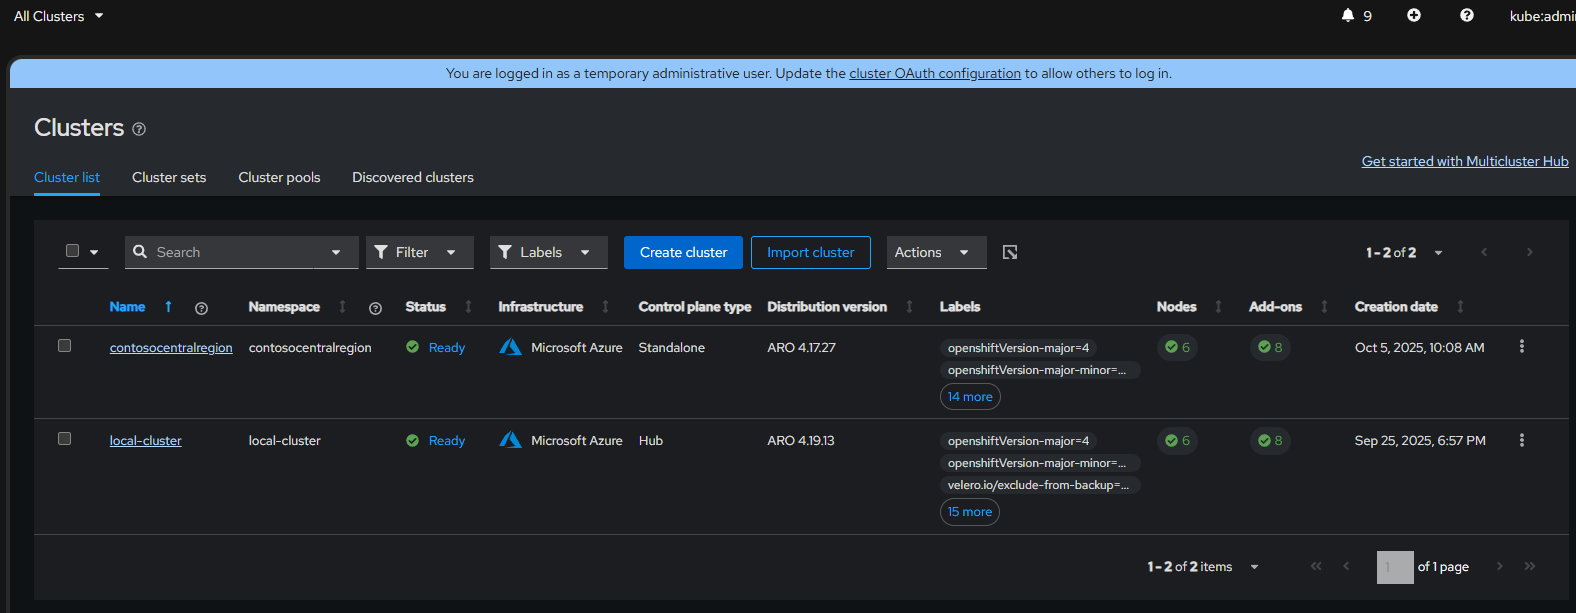 All Clusters
9
kube:admi
You are logged in as a temporary administrative user. Update the cluster OAuth configuration to allow others to log in.
Clusters
Get started with Multicluster Hub
Cluster list Cluster sets Cluster pools Discovered clusters
Search Filter Labels Create cluster Import cluster Actions 1 - 2 of 2
Name Namespace Status Infrastructure Control plane type Distribution version Labels Nodes Add-ons Creation date
contosocentralregion contosocentralregion Ready Microsoft Azure Standalone ARO 4.17.27 openshiftVersion-major=4 6 8 Oct 5, 2025, 10:08 AM
openshiftVersion-major-minor=...
14 more
local-cluster local-cluster Ready Microsoft Azure Hub ARO 4.19.13 openshiftVersion-major=4 6 8 Sep 25, 2025, 6:57 PM
openshiftVersion-major-minor=...
velero.io/exclude-from-backup=...
15 more
1 - 2 of 2 items 1 of 1 page